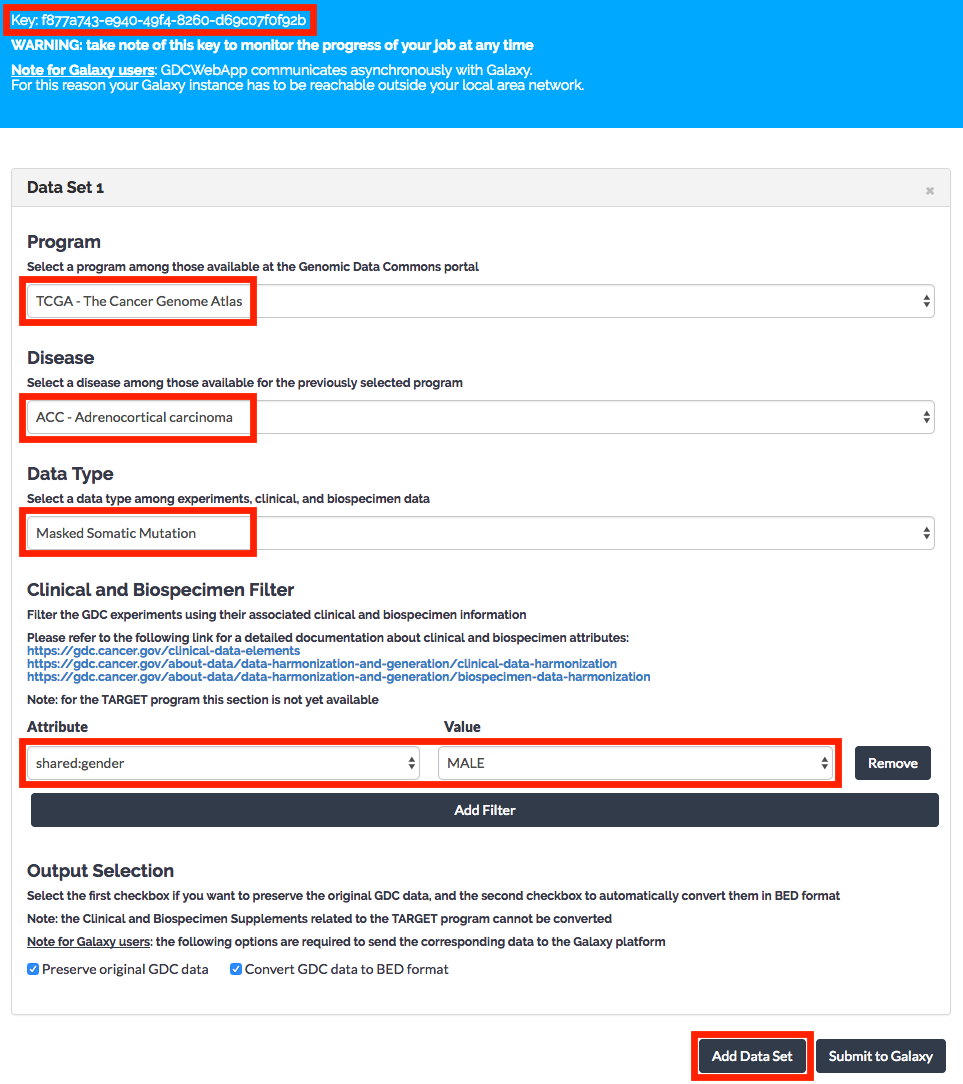 Key: f877a743-e940-49f4-8260-d69c07f0f92b
WARNING: take note of this key to monitor the progress of your job at any time
Note for Galaxy users: GDCWebApp communicates asynchronously with Galaxy.
For this reason your Galaxy instance has to be reachable outside your local area network.
Data Set 1
×
Program
Select a program among those available at the Genomic Data Commons portal
TCGA - The Cancer Genome Atlas
Disease
Select a disease among those available for the previously selected program
ACC - Adrenocortical carcinoma
Data Type
Select a data type among experiments, clinical, and biospecimen data
Masked Somatic Mutation
Clinical and Biospecimen Filter
Filter the GDC experiments using their associated clinical and biospecimen information
Please refer to the following link for a detailed documentation about clinical and biospecimen attributes:
https://gdc.cancer.gov/clinical-data-elements
https://gdc.cancer.gov/about-data/data-harmonization-and-generation/clinical-data-harmonization
https://gdc.cancer.gov/about-data/data-harmonization-and-generation/biospecimen-data-harmonization
Note: for the TARGET program this section is not yet available
Attribute Value
shared:gender MALE Remove
Add Filter
Output Selection
Select the first checkbox if you want to preserve the original GDC data, and the second checkbox to automatically convert them in BED format
Note: the Clinical and Biospecimen Supplements related to the TARGET program cannot be converted
Note for Galaxy users: the following options are required to send the corresponding data to the Galaxy platform
Preserve original GDC data Convert GDC data to BED format
Add Data Set Submit to Galaxy